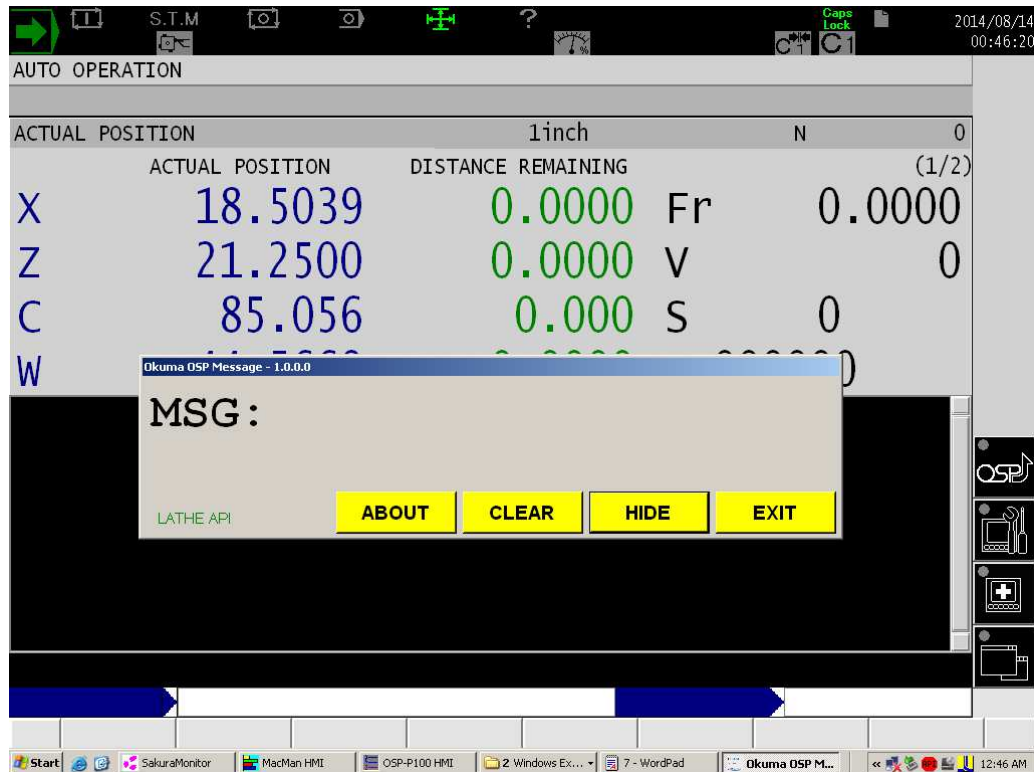 S.T.M
?
%
Caps
Lock
C1
C1
2014/08/14
00:46:20
AUTO OPERATION
ACTUAL POSITION 1inch N 0
ACTUAL POSITION DISTANCE REMAINING (1/2)
X 18.5039 0.0000 Fr 0.0000
Z 21.2500 0.0000 V 0
C 85.056 0.000 S 0
W
Okuma OSP Message - 1.0.0.0
MSG:
LATHE API
ABOUT CLEAR HIDE EXIT
OSP
Start SakuraMonitor MacMan HMI OSP-P100 HMI 2 Windows Ex... 7 - WordPad Okuma OSP M... « 12:46 AM